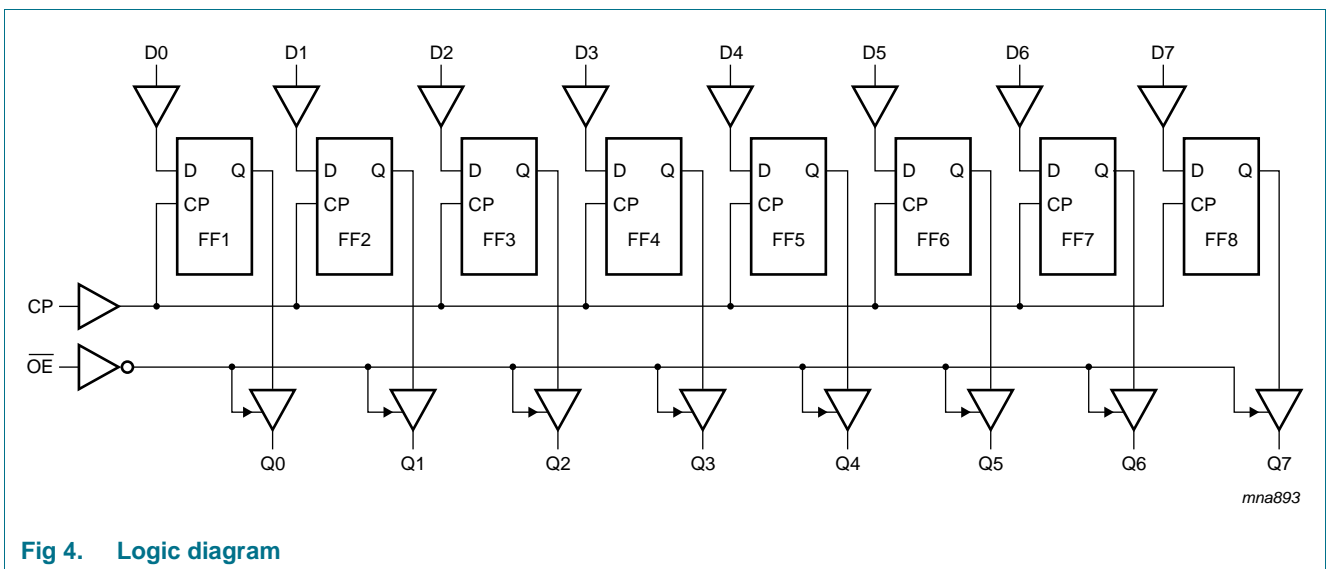 D0 D1 D2 D3 D4 D5 D6 D7
D Q D Q D Q D Q D Q D Q D Q D Q
CP CP CP CP CP CP CP CP
FF1 FF2 FF3 FF4 FF5 FF6 FF7 FF8
CP
OE
Q0 Q1 Q2 Q3 Q4 Q5 Q6 Q7
mna893
Fig 4. Logic diagram